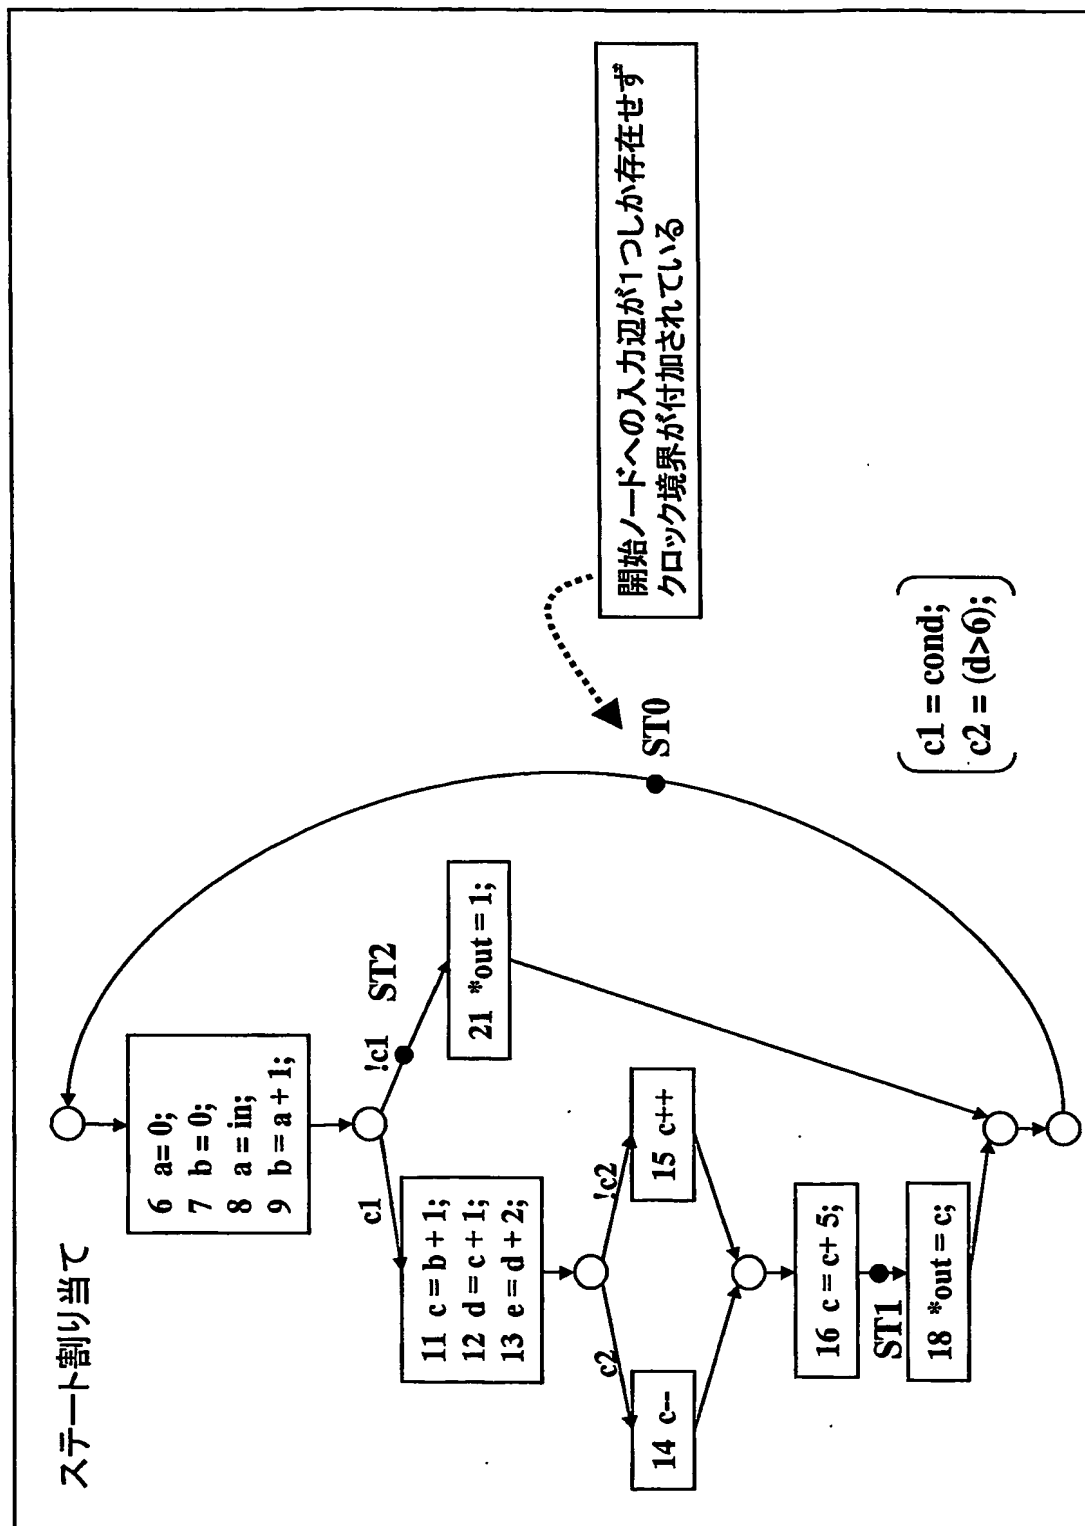 ステート割り当て
6 a= 0;
7 b = 0;
8 a = in;
9 b = a + 1;
c1
!c1
ST2
11 c = b + 1;
12 d = c + 1;
13 e = d + 2;
21 *out = 1;
c2
!c2
14 c--
15 c++
16 c = c + 5;
ST1
18 *out = c;
ST0
開始ノードへの入力辺が1つしか存在せず
クロック境界が付加されている
c1 = cond;
c2 = (d>6);